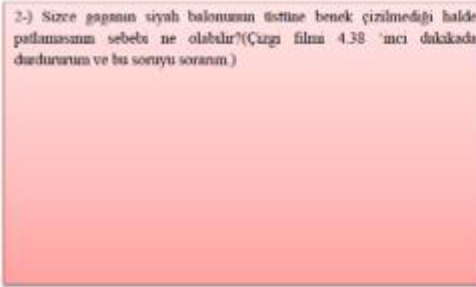 2-) Sizce gaganın siyah balonunun üstüne benek çizilmediği halde
patlamasının sebebi ne olabilir?(Çizgi filmi 4.38 'inci dakikada
durdururum ve bu soruyu sorarım.)